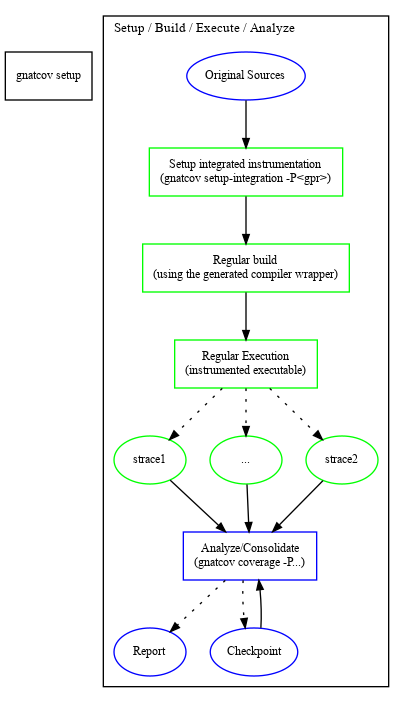 Setup / Build / Execute / Analyze
gnatcov setup
Original Sources
Setup integrated instrumentation
(gnatcov setup-integration -P<gpr>)
Regular build
(using the generated compiler wrapper)
Regular Execution
(instrumented executable)
strace1
...
strace2
Analyze/Consolidate
(gnatcov coverage -P...)
Report
Checkpoint